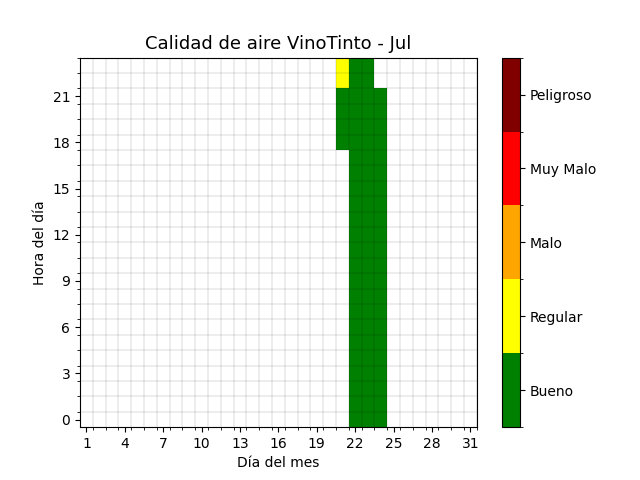 Calidad de aire VinoTinto - Jul
Hora del día
21
18
15
12
9
6
3
0
1 4 7 10 13 16 19 22 25 28 31
Día del mes
Peligroso
Muy Malo
Malo
Regular
Bueno